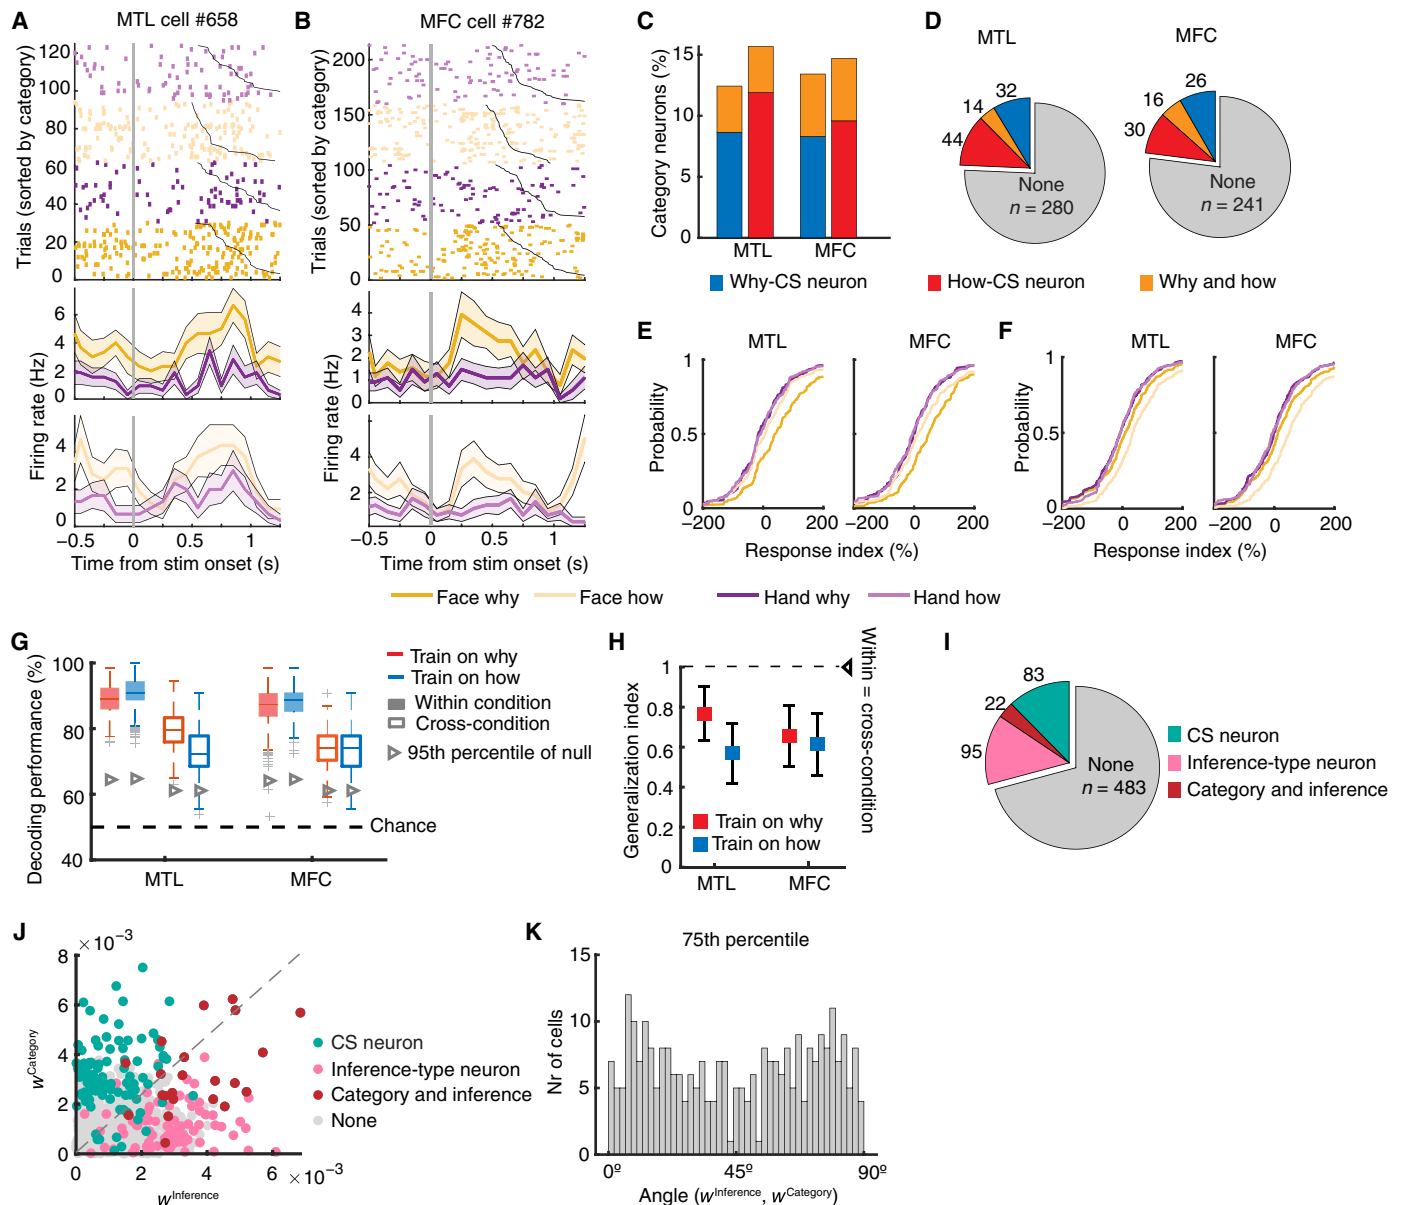 A
MTL cell #658
Trials (sorted by category)
120
100
80
60
40
20
0
Firing rate (Hz)
6
4
2
0
4
2
0
−0.5
0
0.5
1
Time from stim onset (s)
B
MFC cell #782
Trials (sorted by category)
200
150
100
50
0
Firing rate (Hz)
4
3
2
2
1
0
4
2
−0.5
0
0.5
1
Time from stim onset (s)
C
Category neurons (%)
15
10
5
0
MTL
MFC
D
MTL
32
14
44
None
n = 280
MFC
26
16
30
None
n = 241
Why-CS neuron
How-CS neuron
Why and how
E
MTL
MFC
Probability
1
0.5
0
−200
0
200
−200
0
200
Response index (%)
F
MTL
MFC
Probability
1
0.5
0
−200
0
200
−200
0
200
Response index (%)
Face why
Face how
Hand why
Hand how
G
Decoding performance (%)
100
80
60
40
MTL
MFC
Chance
Train on why
Train on how
Within condition
Cross-condition
95th percentile of null
H
Generalization index
1
0.8
0.6
0.4
0.2
0
Train on why
Train on how
MTL
MFC
Within = cross-condition
I
83
22
95
None
n = 483
CS neuron
Inference-type neuron
Category and inference
J
× 10⁻³
8
6
4
2
0
w^Category
0
2
4
6
× 10⁻³
w^Inference
CS neuron
Inference-type neuron
Category and inference
None
K
75th percentile
Nr of cells
15
10
5
0
0º
45º
90º
Angle (w^Inference, w^Category)